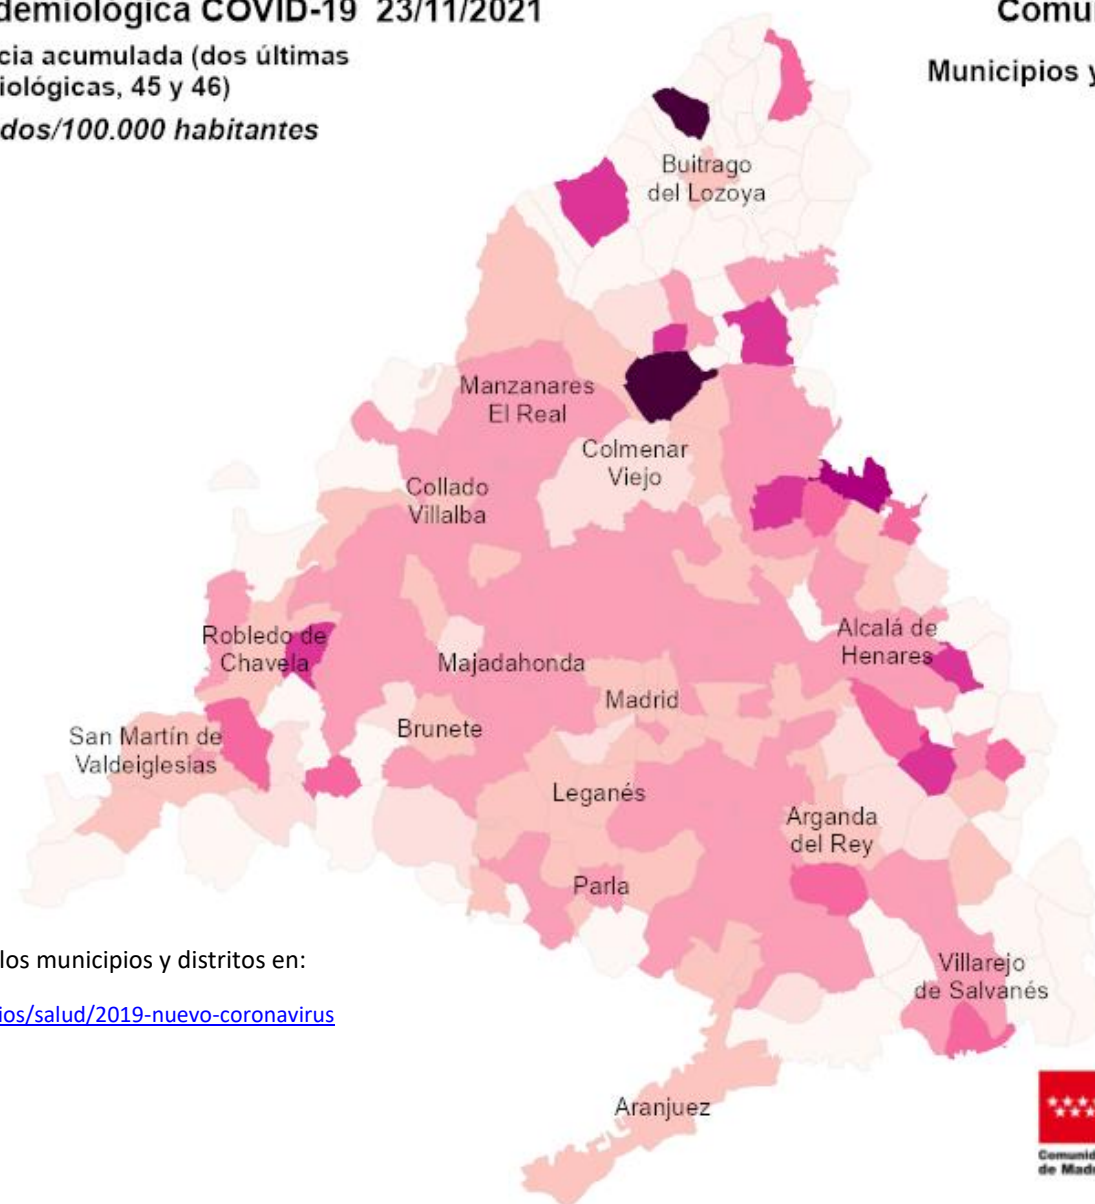 demiológica COVID-19 23/11/2021
cia acumulada (dos últimas
iológicas, 45 y 46)
dos/100.000 habitantes
Comu
Municipios y
Buitrago
del Lozoya
Manzanares
El Real
Colmenar
Viejo
Collado
Villalba
Robledo de
Chavela
Majadahonda
Alcalá de
Henares
Madrid
San Martín de
Valdeiglesias
Brunete
Leganés
Arganda
del Rey
Parla
los municipios y distritos en:
ios/salud/2019-nuevo-coronavirus
Villarejo
de Salvanés
Aranjuez
Comunid
de Madr